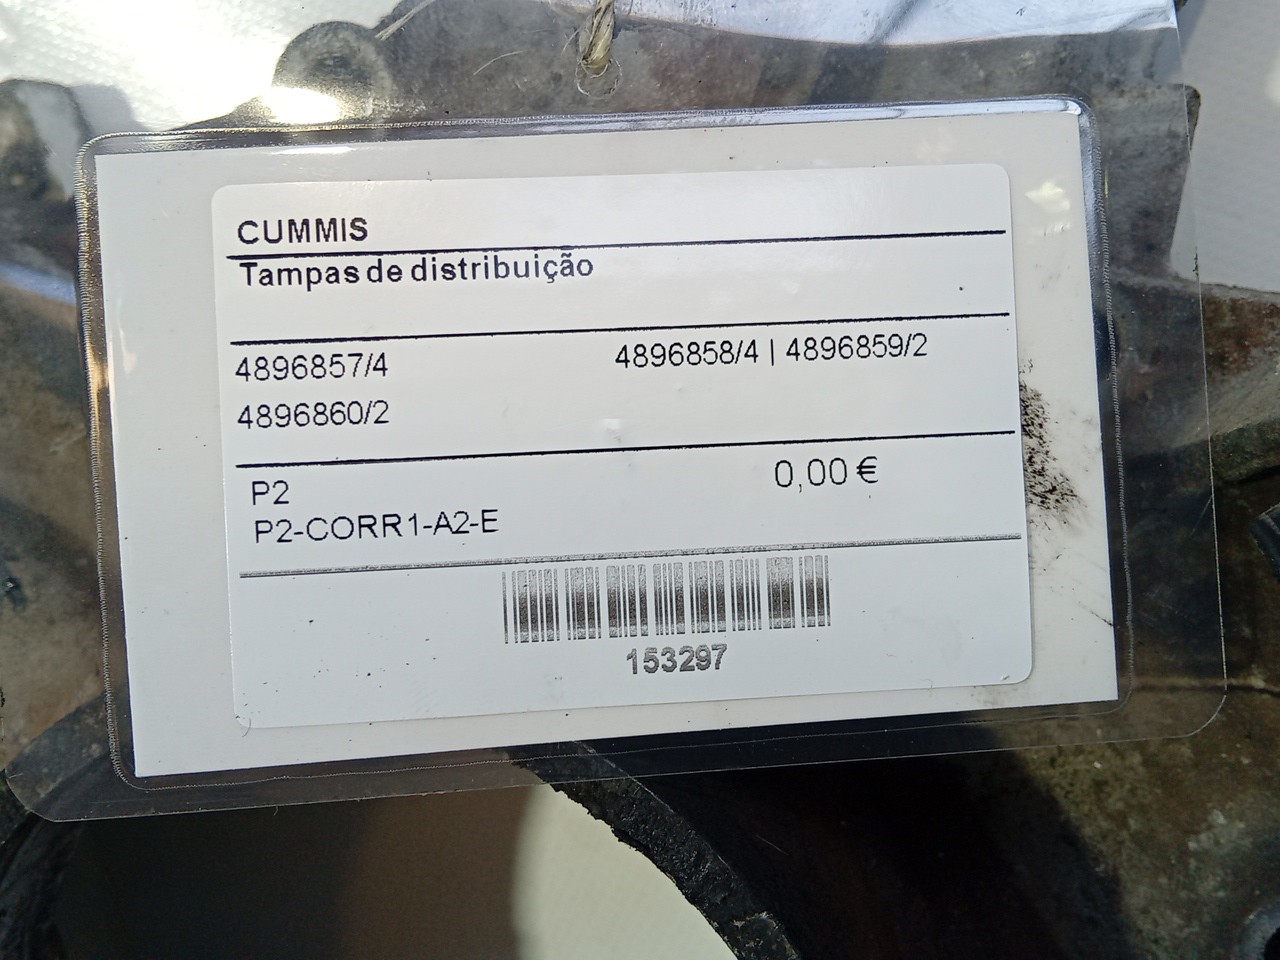 CUMMIS
Tampas de distribuição
4896857/4 4896858/4 | 4896859/2
4896860/2
P2 0,00 €
P2-CORR1-A2-E
153297